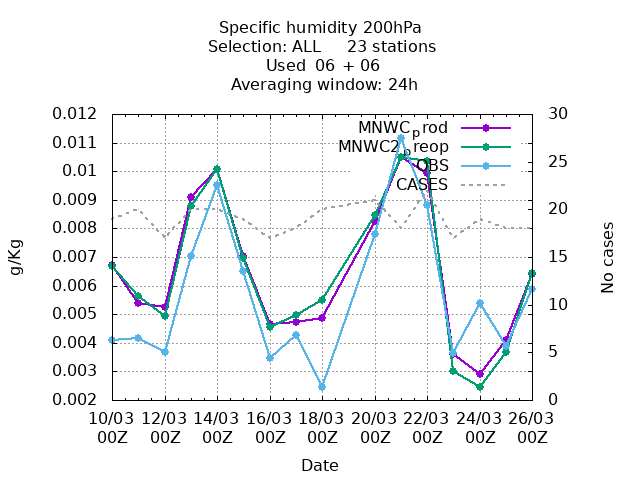 Specific humidity 200hPa
Selection: ALL 23 stations
Used 06 + 06
Averaging window: 24h
MNWC_prod
MNWC2_preop
OBS
CASES
0.012
0.011
0.01
0.009
0.008
0.007
0.006
0.005
0.004
0.003
0.002
30
25
20
15
10
5
0
g/Kg
No cases
10/03 12/03 14/03 16/03 18/03 20/03 22/03 24/03 26/03
00Z 00Z 00Z 00Z 00Z 00Z 00Z 00Z 00Z
Date